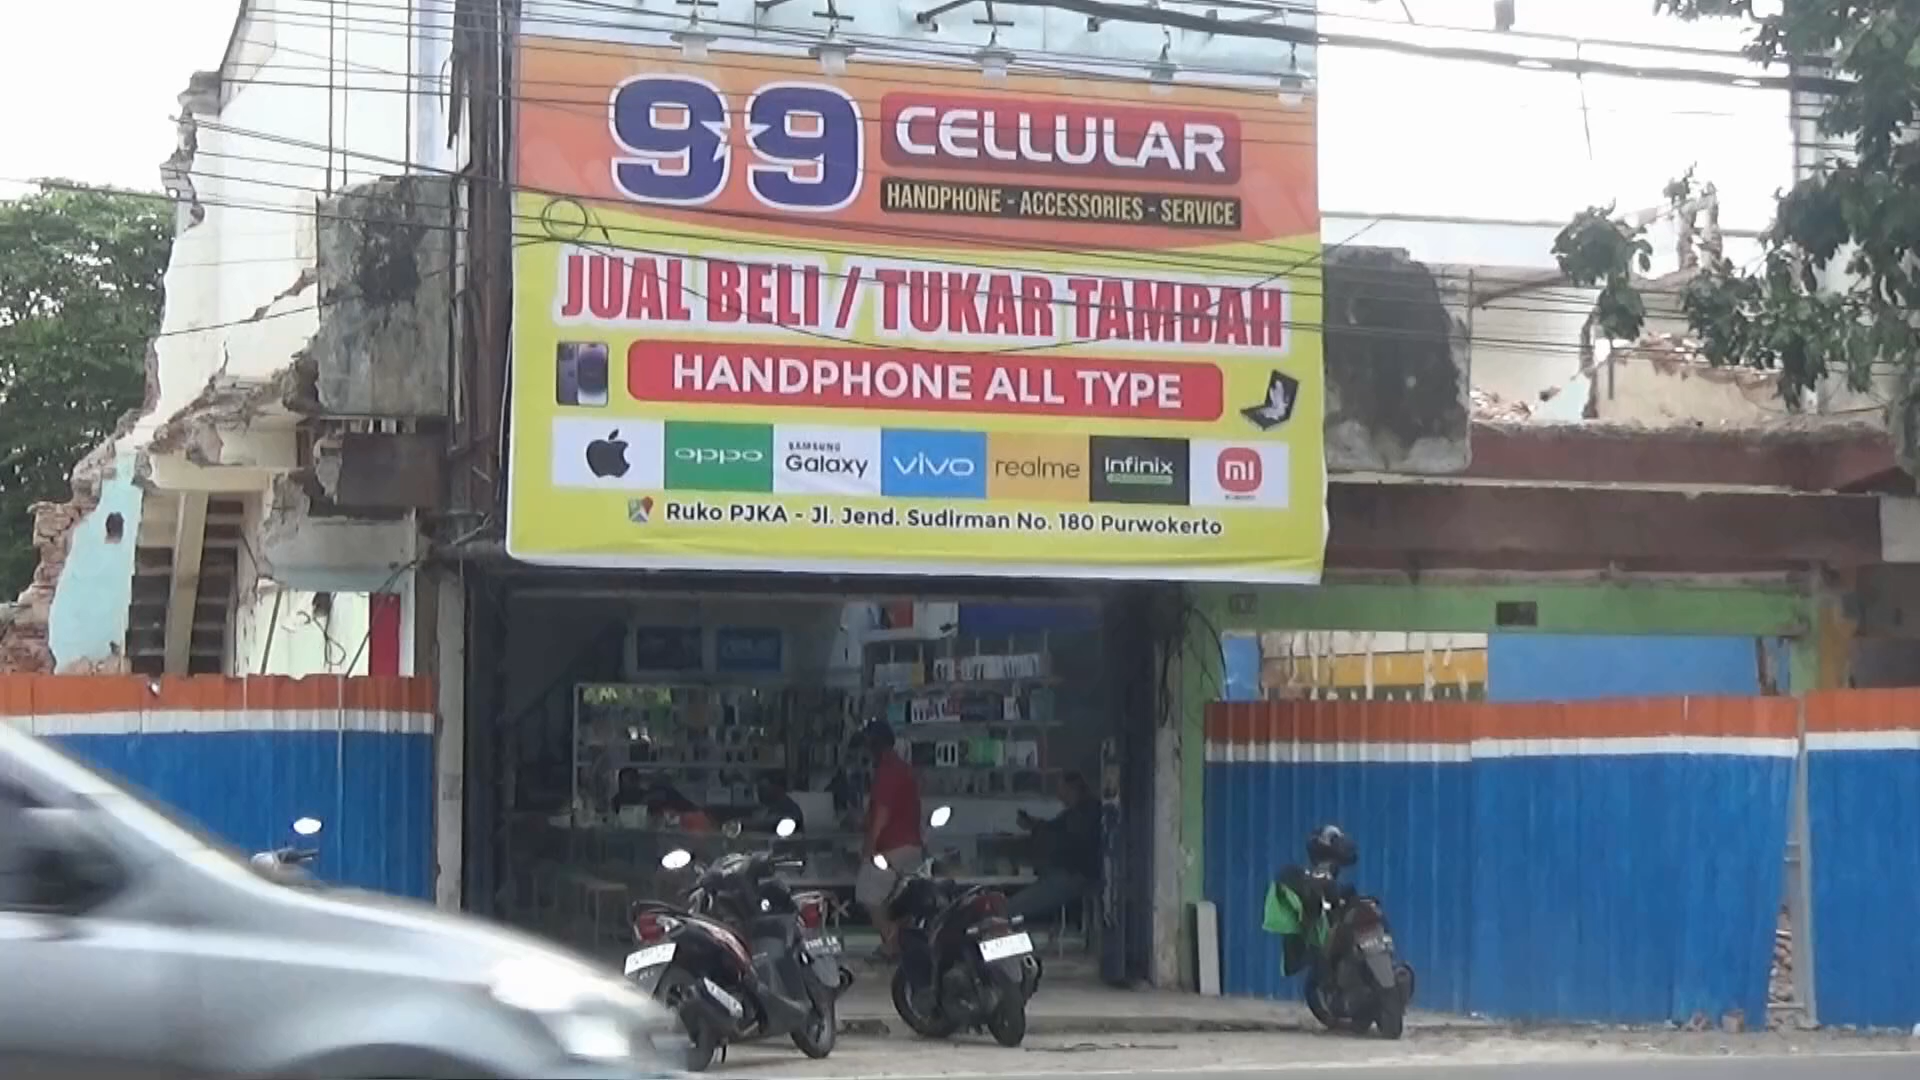 99 CELLULAR
HANDPHONE - ACCESSORIES - SERVICE
JUAL BELI / TUKAR TAMBAH
HANDPHONE ALL TYPE
oppo SAMSUNG Galaxy vivo realme Infinix mi
Ruko PJKA - Jl. Jend. Sudirman No. 180 Purwokerto